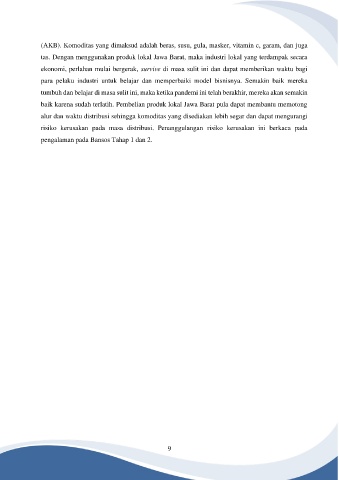 (AKB). Komoditas yang dimaksud adalah beras, susu, gula, masker, vitamin c, garam, dan juga
tas. Dengan menggunakan produk lokal Jawa Barat, maka industri lokal yang terdampak secara
ekonomi, perlahan mulai bergerak, survive di masa sulit ini dan dapat memberikan waktu bagi
para pelaku industri untuk belajar dan memperbaiki model bisnisnya. Semakin baik mereka
tumbuh dan belajar di masa sulit ini, maka ketika pandemi ini telah berakhir, mereka akan semakin
baik karena sudah terlatih. Pembelian produk lokal Jawa Barat pula dapat membantu memotong
alur dan waktu distribusi sehingga komoditas yang disediakan lebih segar dan dapat mengurangi
risiko kerusakan pada masa distribusi. Penanggulangan risiko kerusakan ini berkaca pada
pengalaman pada Bansos Tahap 1 dan 2.
9